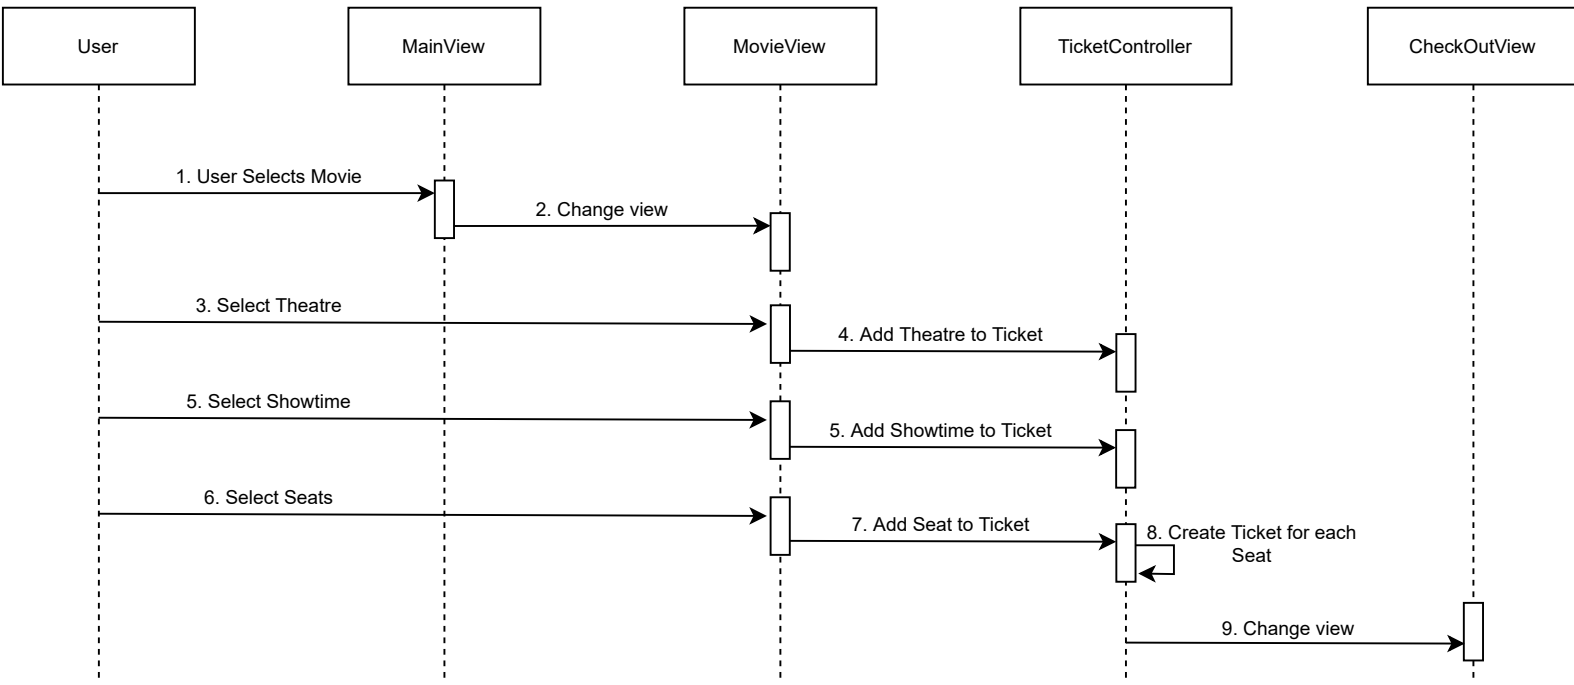 User
MainView
MovieView
TicketController
CheckOutView
1. User Selects Movie
2. Change view
3. Select Theatre
4. Add Theatre to Ticket
5. Select Showtime
5. Add Showtime to Ticket
6. Select Seats
7. Add Seat to Ticket
8. Create Ticket for each
Seat
9. Change view